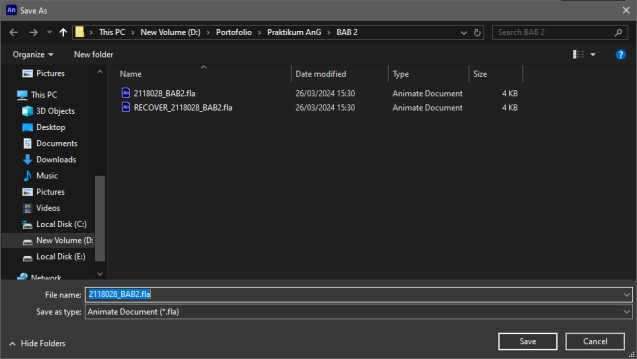 An Save As
This PC > New Volume (D:) > Portofolio > Praktikum AnG > BAB 2
Search BAB 2
Organize
New folder
Name
Date modified
Type
Size
Pictures
This PC
3D Objects
Desktop
Documents
Downloads
Music
Pictures
Videos
Local Disk (C:)
New Volume (D:
Local Disk (E:)
Network
An 2118028_BAB2.fla 26/03/2024 15:30 Animate Document 4 KB
An RECOVER_2118028_BAB2.fla 26/03/2024 15:30 Animate Document 4 KB
File name: 2118028_BAB2.fla
Save as type: Animate Document (*.fla)
Hide Folders
Save
Cancel